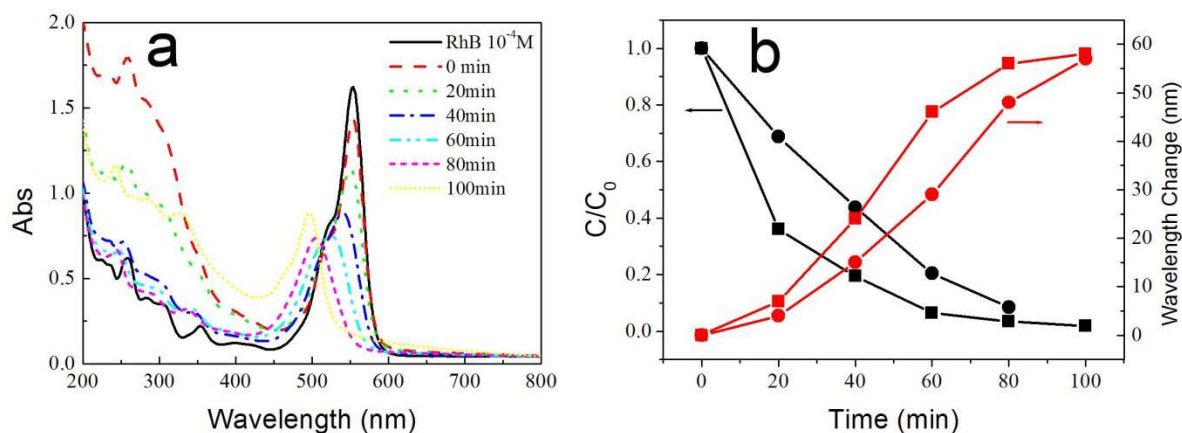 a
Abs
2.0
1.5
1.0
0.5
0.0
RhB 10⁻⁴M
0 min
20min
40min
60min
80min
100min
200 300 400 500 600 700 800
Wavelength (nm)
b
C/C₀
1.0
0.8
0.6
0.4
0.2
0.0
60
50
40
30
20
10
0
Wavelength Change (nm)
0 20 40 60 80 100
Time (min)